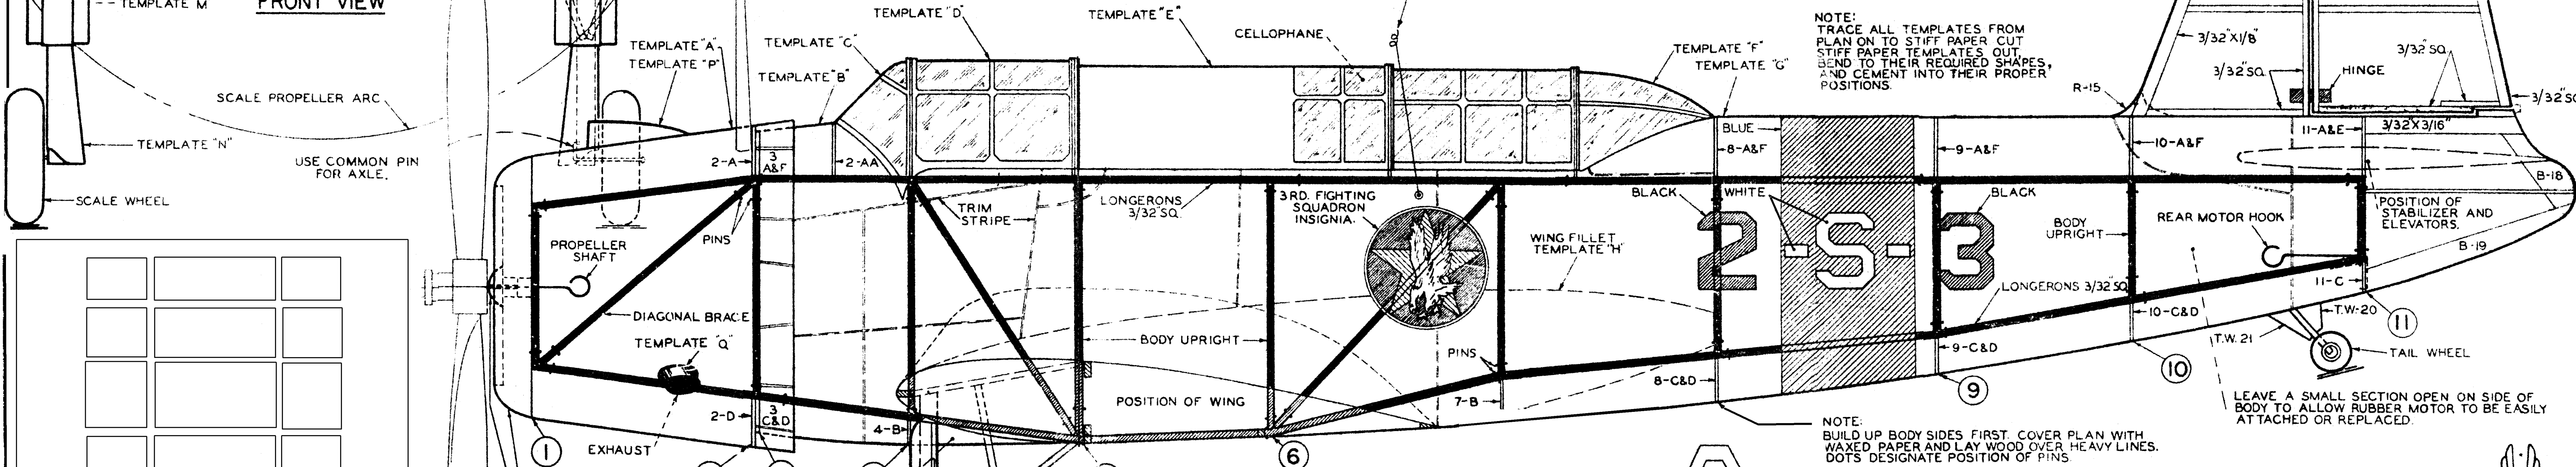 TEMPLATE "M"
FRONT VIEW
SCALE PROPELLER ARC
TEMPLATE "N"
USE COMMON PIN
FOR AXLE.
SCALE WHEEL
TEMPLATE "A"
TEMPLATE "P"
TEMPLATE "C"
TEMPLATE "B"
TEMPLATE "D"
TEMPLATE "E"
CELLOPHANE
TEMPLATE "F"
TEMPLATE "G"
NOTE:
TRACE ALL TEMPLATES FROM
PLAN ON TO STIFF PAPER CUT
STIFF PAPER TEMPLATES OUT,
BEND TO THEIR REQUIRED SHAPES,
AND CEMENT INTO THEIR PROPER
POSITIONS.
3/32"X1/8"
3/32"SQ.
3/32"SQ
HINGE
R-15
3/32"SQ
3/32"X3/16"
2-A
3
A&F
2-AA
BLUE
8-A&F
9-A&F
10-A&F
11-A&E
B-18
POSITION OF
STABILIZER AND
ELEVATORS.
B-19
PINS
PROPELLER
SHAFT
TRIM
STRIPE
LONGERONS
3/32"SQ.
3RD. FIGHTING
SQUADRON
INSIGNIA.
WING FILLET
TEMPLATE "H"
BLACK
WHITE
2-S-3
BLACK
BODY
UPRIGHT
REAR MOTOR HOOK
LONGERONS 3/32"SQ
11-C
DIAGONAL BRACE
TEMPLATE "Q"
BODY UPRIGHT
PINS
POSITION OF WING
7-B
8-C&D
9-C&D
10-C&D
T.W-20
T.W. 21
TAIL WHEEL
11
10
9
2-D
3
C&D
4-B
EXHAUST
1
6
NOTE:
BUILD UP BODY SIDES FIRST. COVER PLAN WITH
WAXED PAPER AND LAY WOOD OVER HEAVY LINES.
DOTS DESIGNATE POSITION OF PINS
LEAVE A SMALL SECTION OPEN ON SIDE OF
BODY TO ALLOW RUBBER MOTOR TO BE EASILY
ATTACHED OR REPLACED.